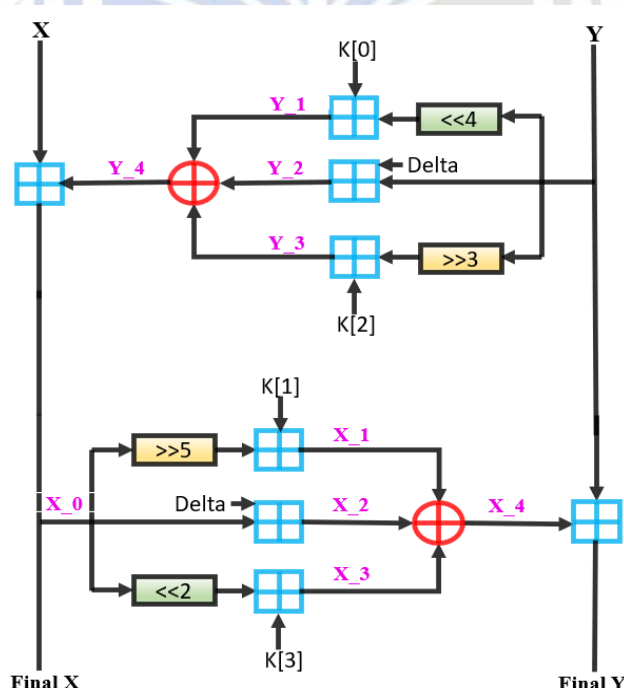 X
Y
K[0]
Y_1
<<4
Y_4
Y_2
Delta
Y_3
>>3
K[2]
K[1]
>>5
X_1
X_0
Delta
X_2
X_4
<<2
X_3
K[3]
Final X
Final Y